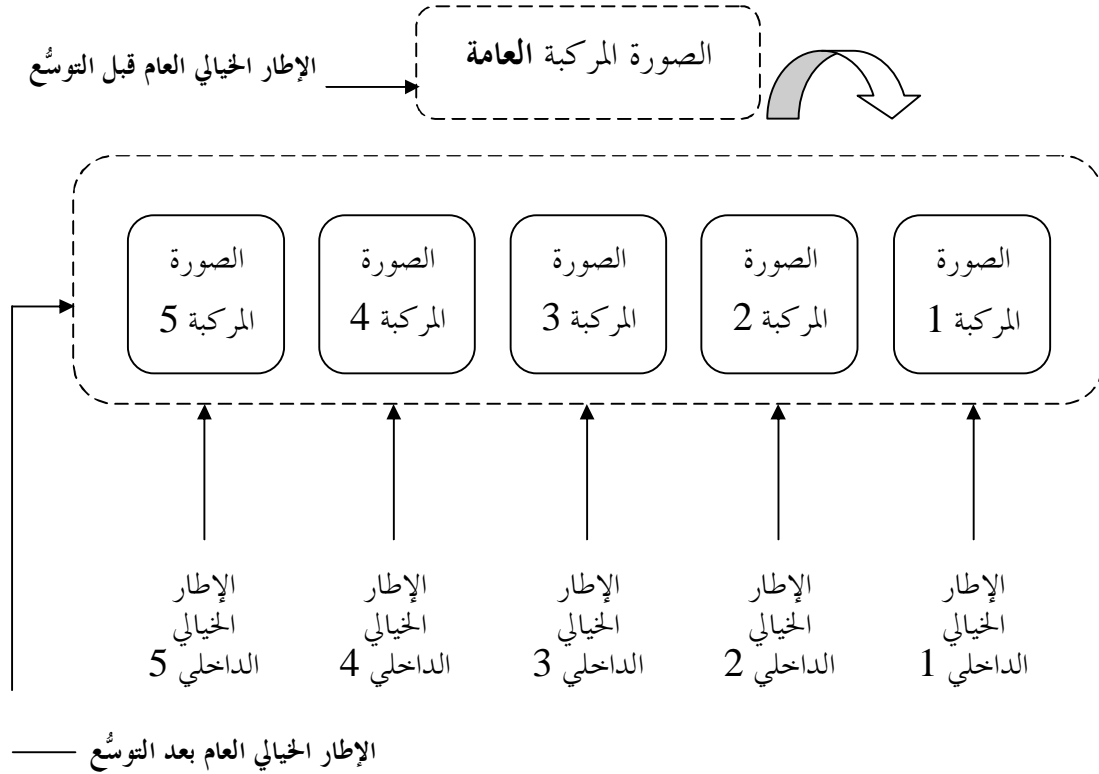 الصورة المركبة العامة
الإطار الخيالي العام قبل التوسُّع
الصورة
المركبة 1
الصورة
المركبة 2
الصورة
المركبة 3
الصورة
المركبة 4
الصورة
المركبة 5
الإطار
الخيالي
الداخلي 1
الإطار
الخيالي
الداخلي 2
الإطار
الخيالي
الداخلي 3
الإطار
الخيالي
الداخلي 4
الإطار
الخيالي
الداخلي 5
الإطار الخيالي العام بعد التوسُّع